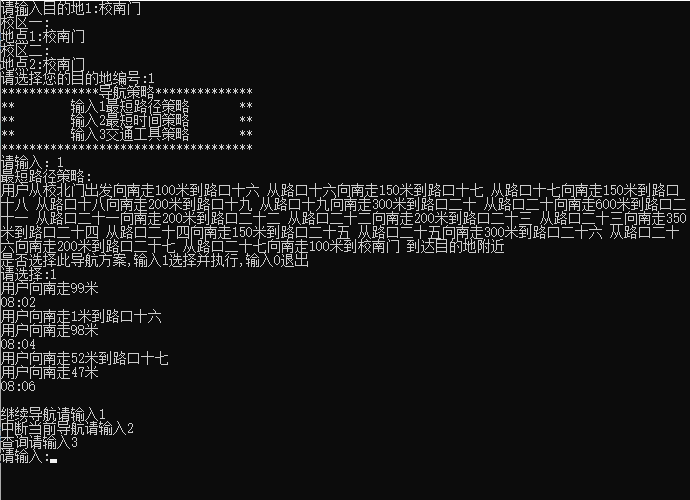 请输入目的地1:校南门
校区一:
地点1:校南门
校区二:
地点2:校南门
请选择您的目的地编号:1
**************导航策略**************
**        输入1最短路径策略       **
**        输入2最短时间策略       **
**        输入3交通工具策略       **
************************************
请输入: 1
最短路径策略:
用户从校北门出发向南走100米到路口十六 从路口十六向南走150米到路口十七 从路口十七向南走150米到路口
十八 从路口十八向南走200米到路口十九 从路口十九向南走300米到路口二十 从路口二十向南走600米到路口二
十一 从路口二十一向南走200米到路口二十二 从路口二十二向南走200米到路口二十三 从路口二十三向南走350
米到路口二十四 从路口二十四向南走150米到路口二十五 从路口二十五向南走300米到路口二十六 从路口二十
六向南走200米到路口二十七 从路口二十七向南走100米到校南门 到达目的地附近
是否选择此导航方案,输入1选择并执行,输入0退出
请选择:1
用户向南走99米
08:02
用户向南走1米到路口十六
用户向南走98米
08:04
用户向南走52米到路口十七
用户向南走47米
08:06
继续导航请输入1
中断当前导航请输入2
查询请输入3
请输入: